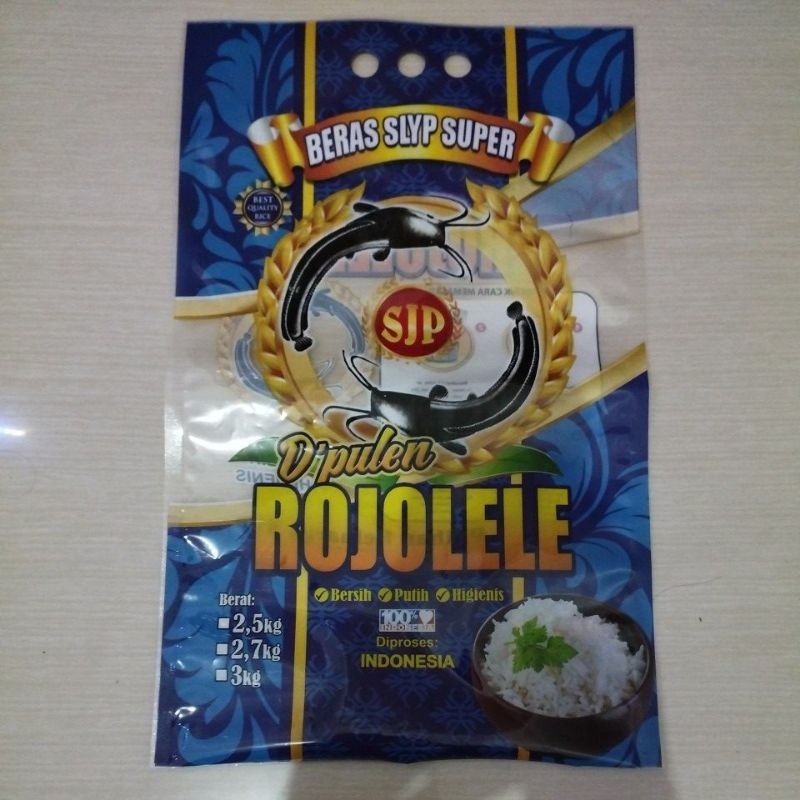 BERAS SLYP SUPER
BEST
QUALITY
RICE
SJP
D'pulen
ROJOLELE
Bersih Putih Higienis
Berat:
2,5kg
2,7kg
3kg
100%
INDONESIA
Diproses:
INDONESIA